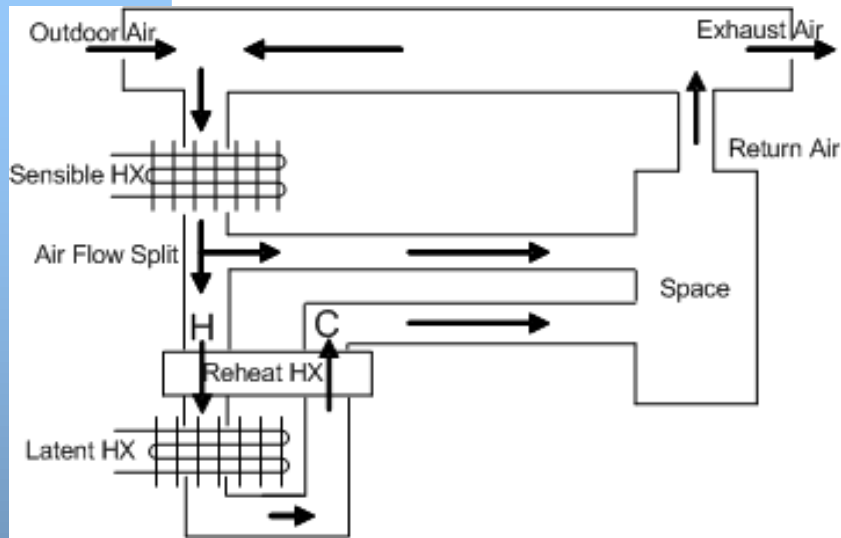 Outdoor Air
Exhaust Air
Return Air
Sensible HX
Air Flow Split
Space
H
C
Reheat HX
Latent HX